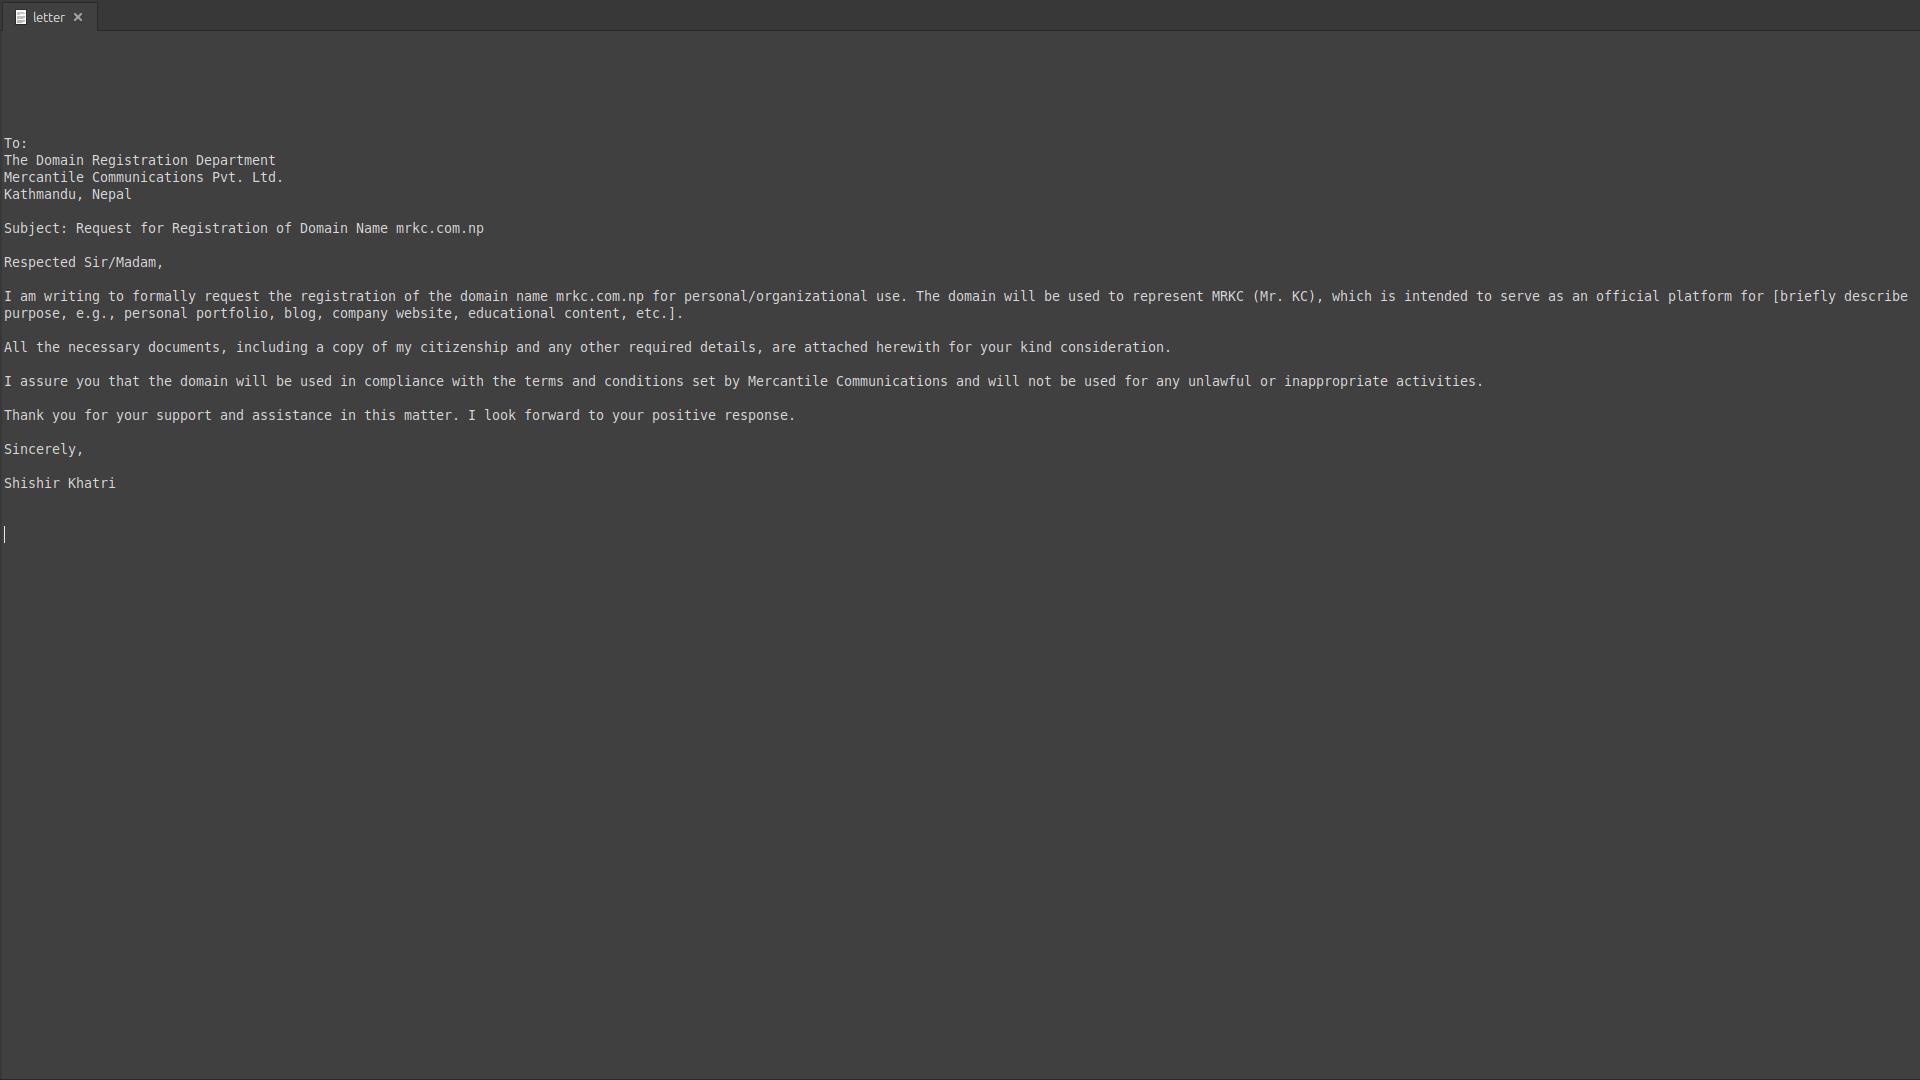 letter
To:
The Domain Registration Department
Mercantile Communications Pvt. Ltd.
Kathmandu, Nepal
Subject: Request for Registration of Domain Name mrkc.com.np
Respected Sir/Madam,
I am writing to formally request the registration of the domain name mrkc.com.np for personal/organizational use. The domain will be used to represent MRKC (Mr. KC), which is intended to serve as an official platform for [briefly describe
purpose, e.g., personal portfolio, blog, company website, educational content, etc.].
All the necessary documents, including a copy of my citizenship and any other required details, are attached herewith for your kind consideration.
I assure you that the domain will be used in compliance with the terms and conditions set by Mercantile Communications and will not be used for any unlawful or inappropriate activities.
Thank you for your support and assistance in this matter. I look forward to your positive response.
Sincerely,
Shishir Khatri